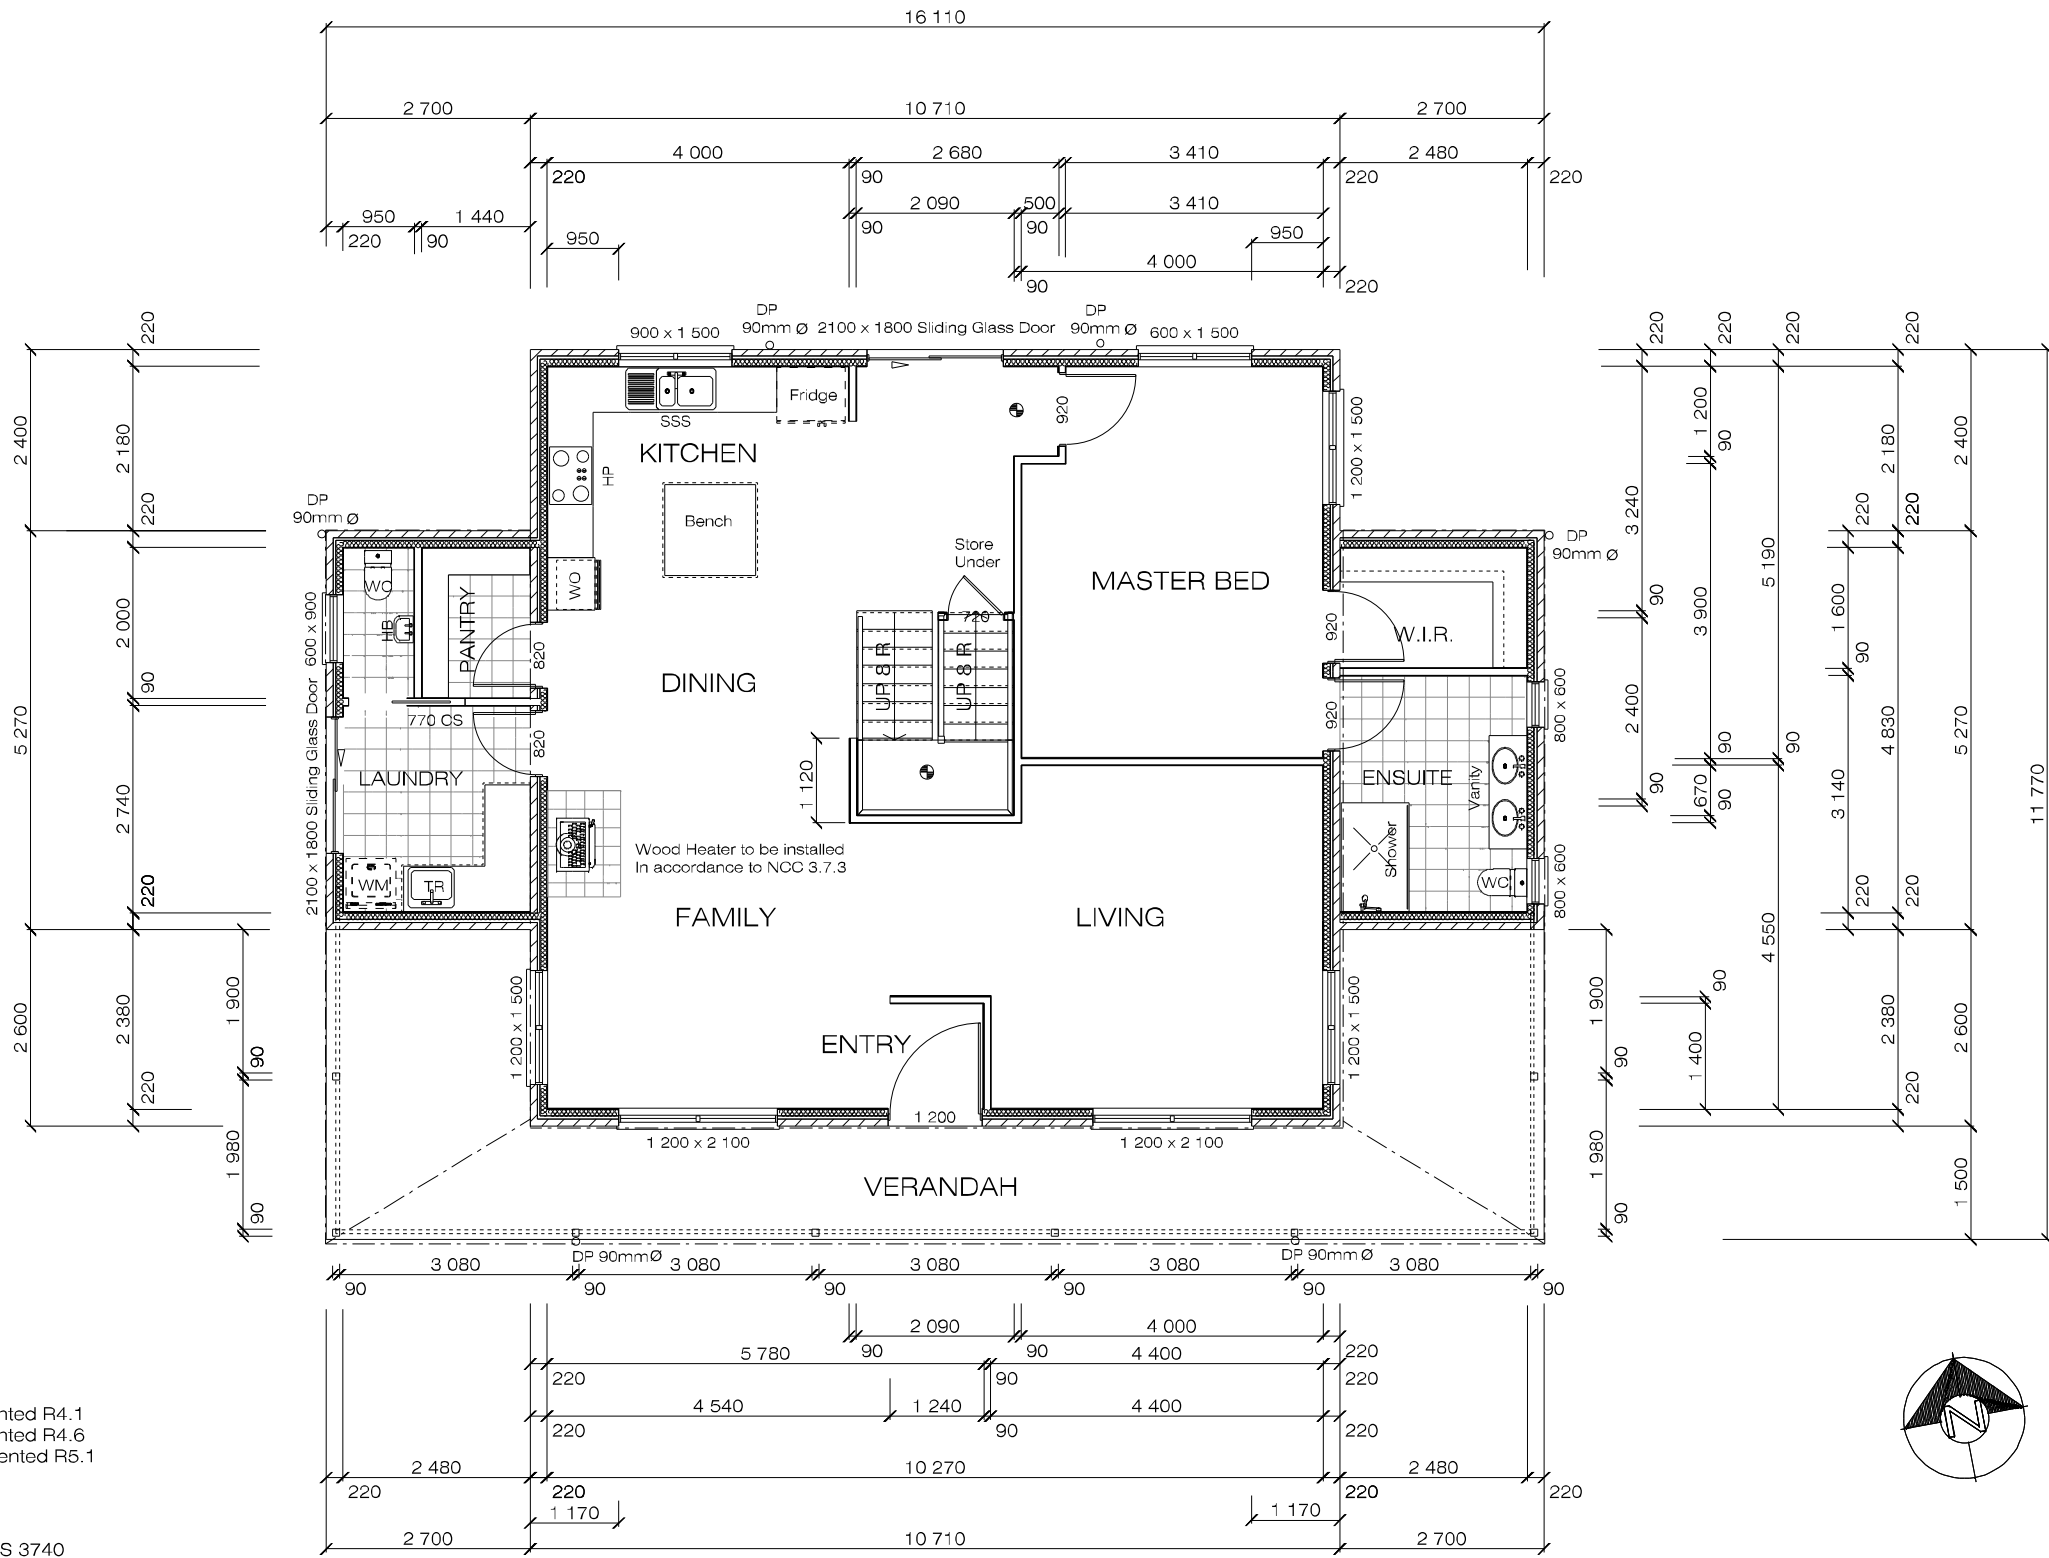 16 110
2 700
10 710
2 700
4 000
2 680
3 410
2 480
220
90
220
220
2 090
500
3 410
950
1 440
220
90
90
90
950
950
4 000
90
220
DP
90mm Ø
2100 x 1800 Sliding Glass Door
DP
90mm Ø
900 x 1 500
600 x 1 500
220
220
220
220
220
Fridge
SSS
KITCHEN
HP
920
1 200 x 1 500
2 400
2 180
220
1 200
90
2 180
2 400
3 240
220
220
DP
90mm Ø
Bench
DP
90mm Ø
Store
Under
WO
WC
HB
PANTRY
MASTER BED
W.I.R.
720
920
820
600 x 900
2 000
90
5 270
5 190
3 900
1 600
90
90
UP 8 R
UP 8 R
DINING
770 CS
820
920
2100 x 1800 Sliding Glass Door
800 x 600
2 400
4 830
5 270
11 770
90
90
90
LAUNDRY
1 120
ENSUITE
Vanity
Shower
2 740
670
90
3 140
Wood Heater to be installed
In accordance to NCC 3.7.3
WM
TR
WC
800 x 600
220
220
220
FAMILY
LIVING
4 550
90
2 600
2 380
1 900
1 200 x 1 500
1 200 x 1 500
1 900
1 400
2 380
2 600
ENTRY
90
220
90
220
1 200
1 200 x 2 100
1 200 x 2 100
1 980
1 980
VERANDAH
1 500
90
90
DP 90mm Ø
DP 90mm Ø
3 080
3 080
3 080
3 080
3 080
90
90
90
90
90
90
2 090
4 000
90
90
220
5 780
4 400
220
90
220
4 540
1 240
4 400
220
90
220
nted R4.1
nted R4.6
ented R5.1
N
2 480
10 270
2 480
220
220
220
220
1 170
1 170
2 700
10 710
2 700
S 3740